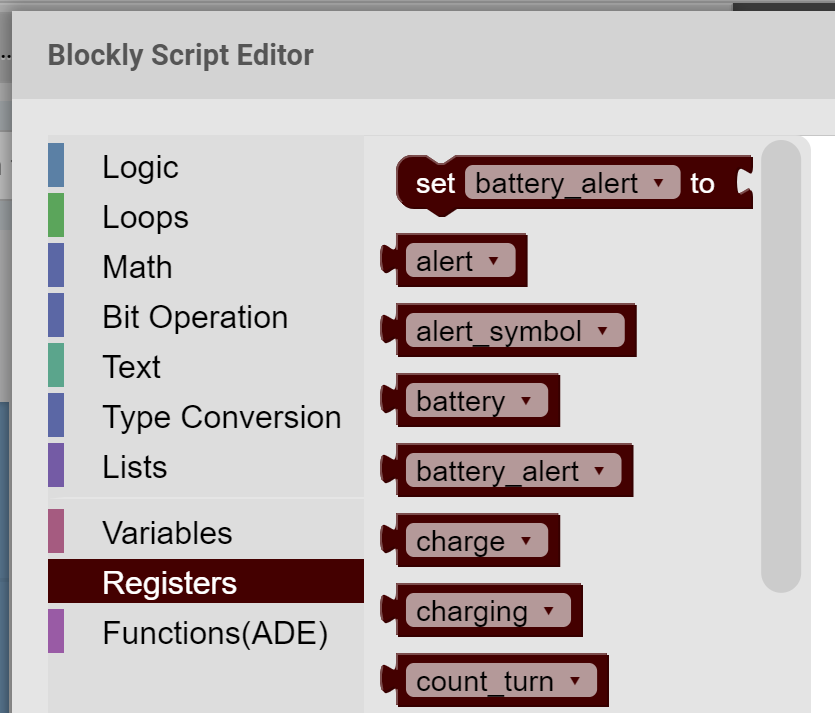 Blockly Script Editor
Logic
Loops
Math
Bit Operation
Text
Type Conversion
Lists
Variables
Registers
Functions(ADE)
set battery_alert to
alert
alert_symbol
battery
battery_alert
charge
charging
count_turn